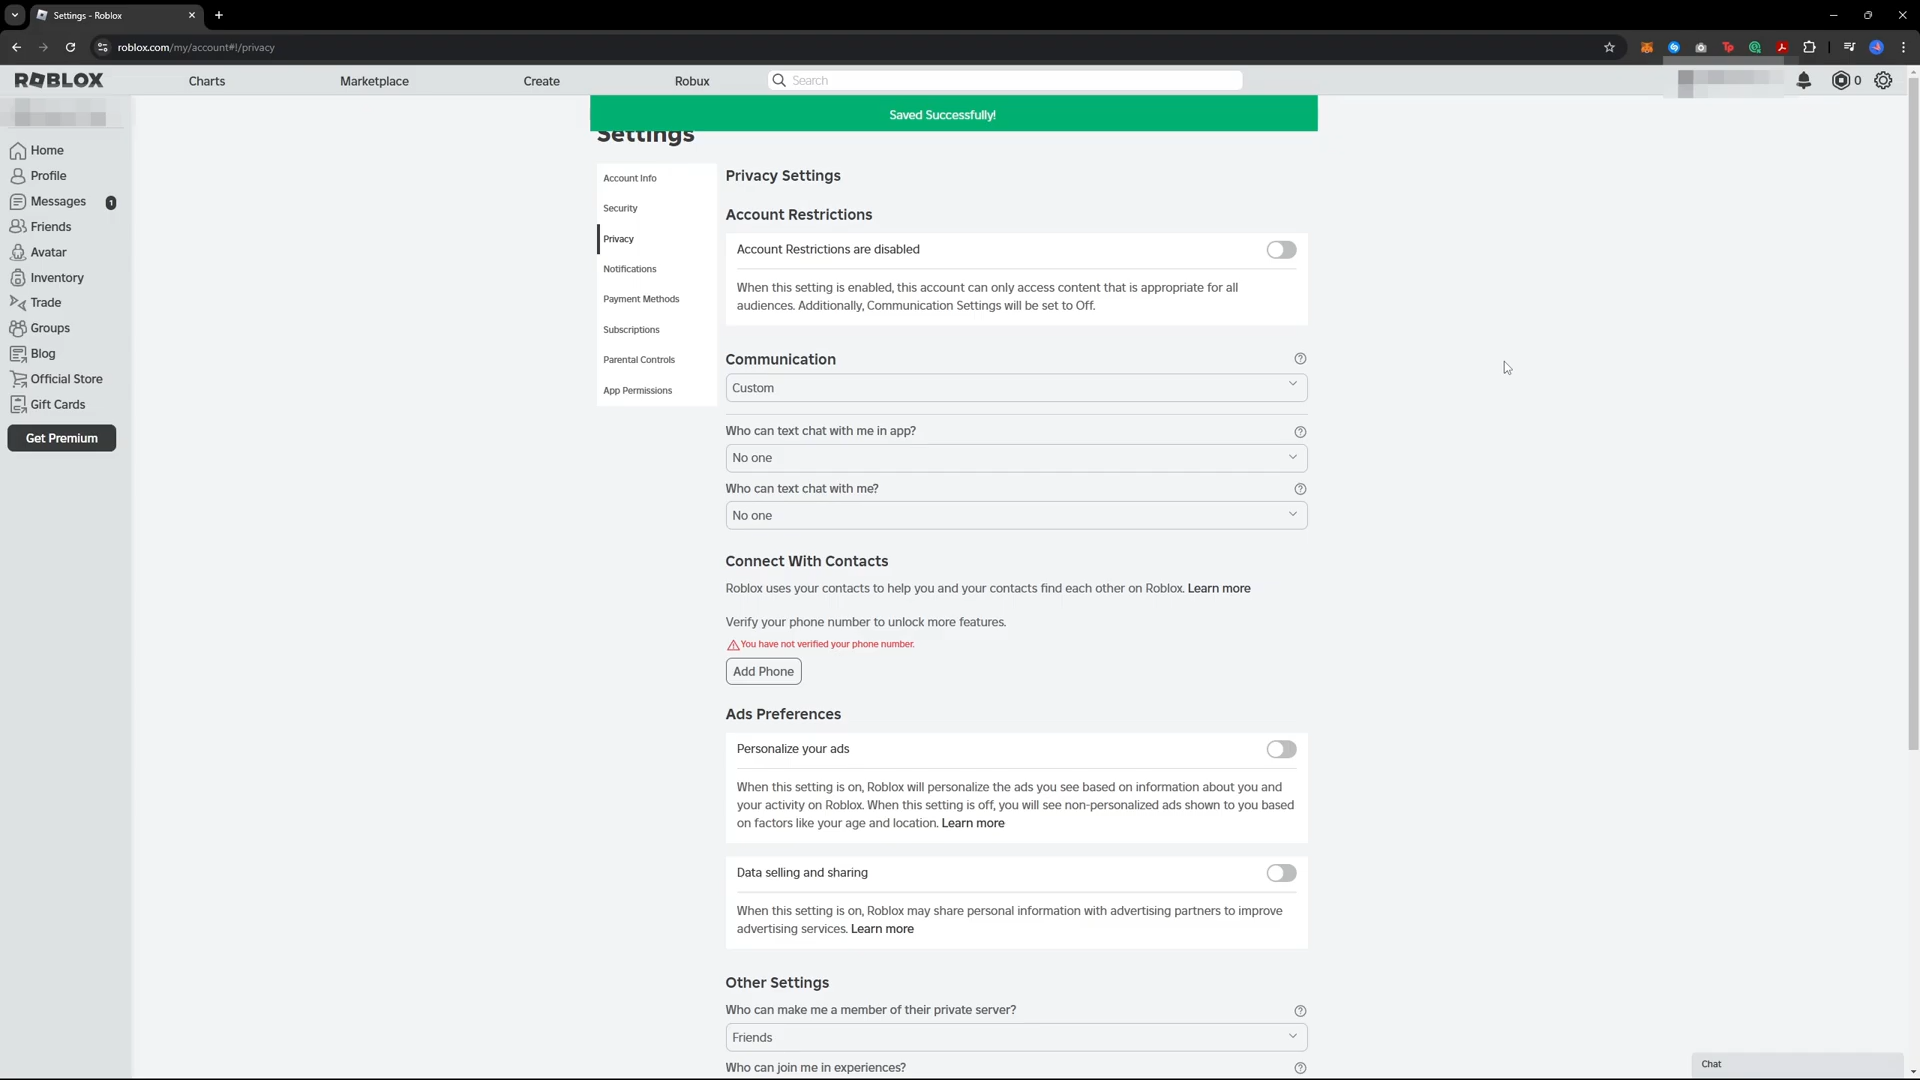 Settings - Roblox
roblox.com/my/account#!/privacy
ROBLOX
Charts
Marketplace
Create
Robux
Search
0
Saved Successfully!
Settings
Home
Profile
Messages 1
Friends
Avatar
Inventory
Trade
Groups
Blog
Official Store
Gift Cards
Get Premium
Account Info
Security
Privacy
Notifications
Payment Methods
Subscriptions
Parental Controls
App Permissions
Privacy Settings
Account Restrictions
Account Restrictions are disabled
When this setting is enabled, this account can only access content that is appropriate for all
audiences. Additionally, Communication Settings will be set to Off.
Communication
Custom
Who can text chat with me in app?
No one
Who can text chat with me?
No one
Connect With Contacts
Roblox uses your contacts to help you and your contacts find each other on Roblox. Learn more
Verify your phone number to unlock more features.
You have not verified your phone number.
Add Phone
Ads Preferences
Personalize your ads
When this setting is on, Roblox will personalize the ads you see based on information about you and
your activity on Roblox. When this setting is off, you will see non-personalized ads shown to you based
on factors like your age and location. Learn more
Data selling and sharing
When this setting is on, Roblox may share personal information with advertising partners to improve
advertising services. Learn more
Other Settings
Who can make me a member of their private server?
Friends
Who can join me in experiences?
Chat